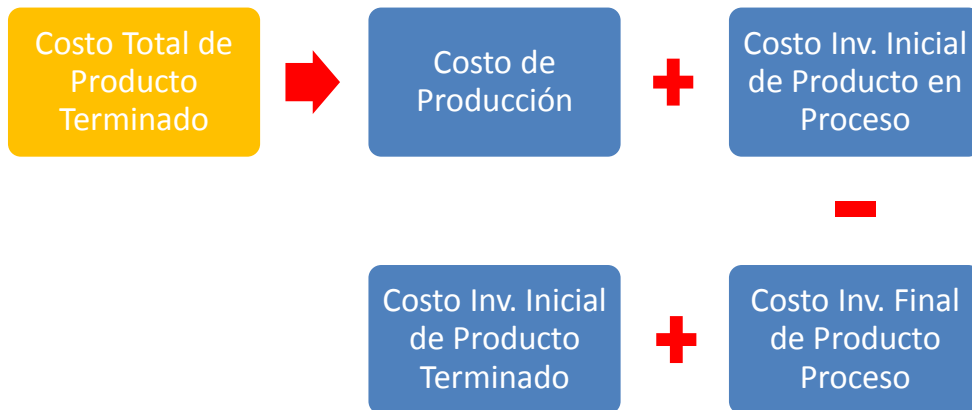 Costo Total de
Producto
Terminado
Costo de
Producción
Costo Inv. Inicial
de Producto en
Proceso
Costo Inv. Inicial
de Producto
Terminado
Costo Inv. Final
de Producto
Proceso